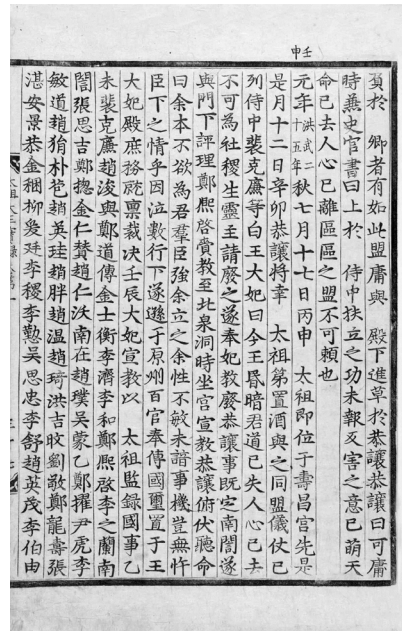 壬申
負於 卿者有如此盟庸與 殿下進草於恭讓恭讓曰可庸
時兼史官書曰上於 侍中扶立之功未報反害之意已萌天
命已去人心已離區區之盟不可賴也
元年洪武二十五年秋七月十七日丙申 太祖即位于壽昌宮先是
是月十二日辛卯恭讓將幸 太祖第置酒與之同盟儀仗已
列侍中裴克廉等白王大妃曰今王昏暗君道已失人心已去
不可為社稷生靈主請廢之遂奉妃教廢恭讓事既定南誾遂
與門下評理鄭熙啓賫教至北泉洞時坐宮宣教恭讓俯伏聽命
曰余本不欲為君羣臣強余立之余性不敏未諳事機豈無忤
臣下之情乎因泣數行下遂遜于原州百官奉傳國璽置于王
大妃殿庶務就稟裁決壬辰大妃宣教以 太祖監錄國事乙
未裴克廉趙浚與鄭道傳金士衡李濟李和鄭熙啓李之蘭南
誾張思吉鄭摠金仁贊趙仁沃南在趙璞吳蒙乙鄭擢尹虎李
敏道趙狷朴苞趙英珪趙胖趙溫趙琦洪吉旼劉敬鄭龍壽張
湛安景恭金稛柳爰廷李稷李懃吳思忠李舒趙英茂李伯由